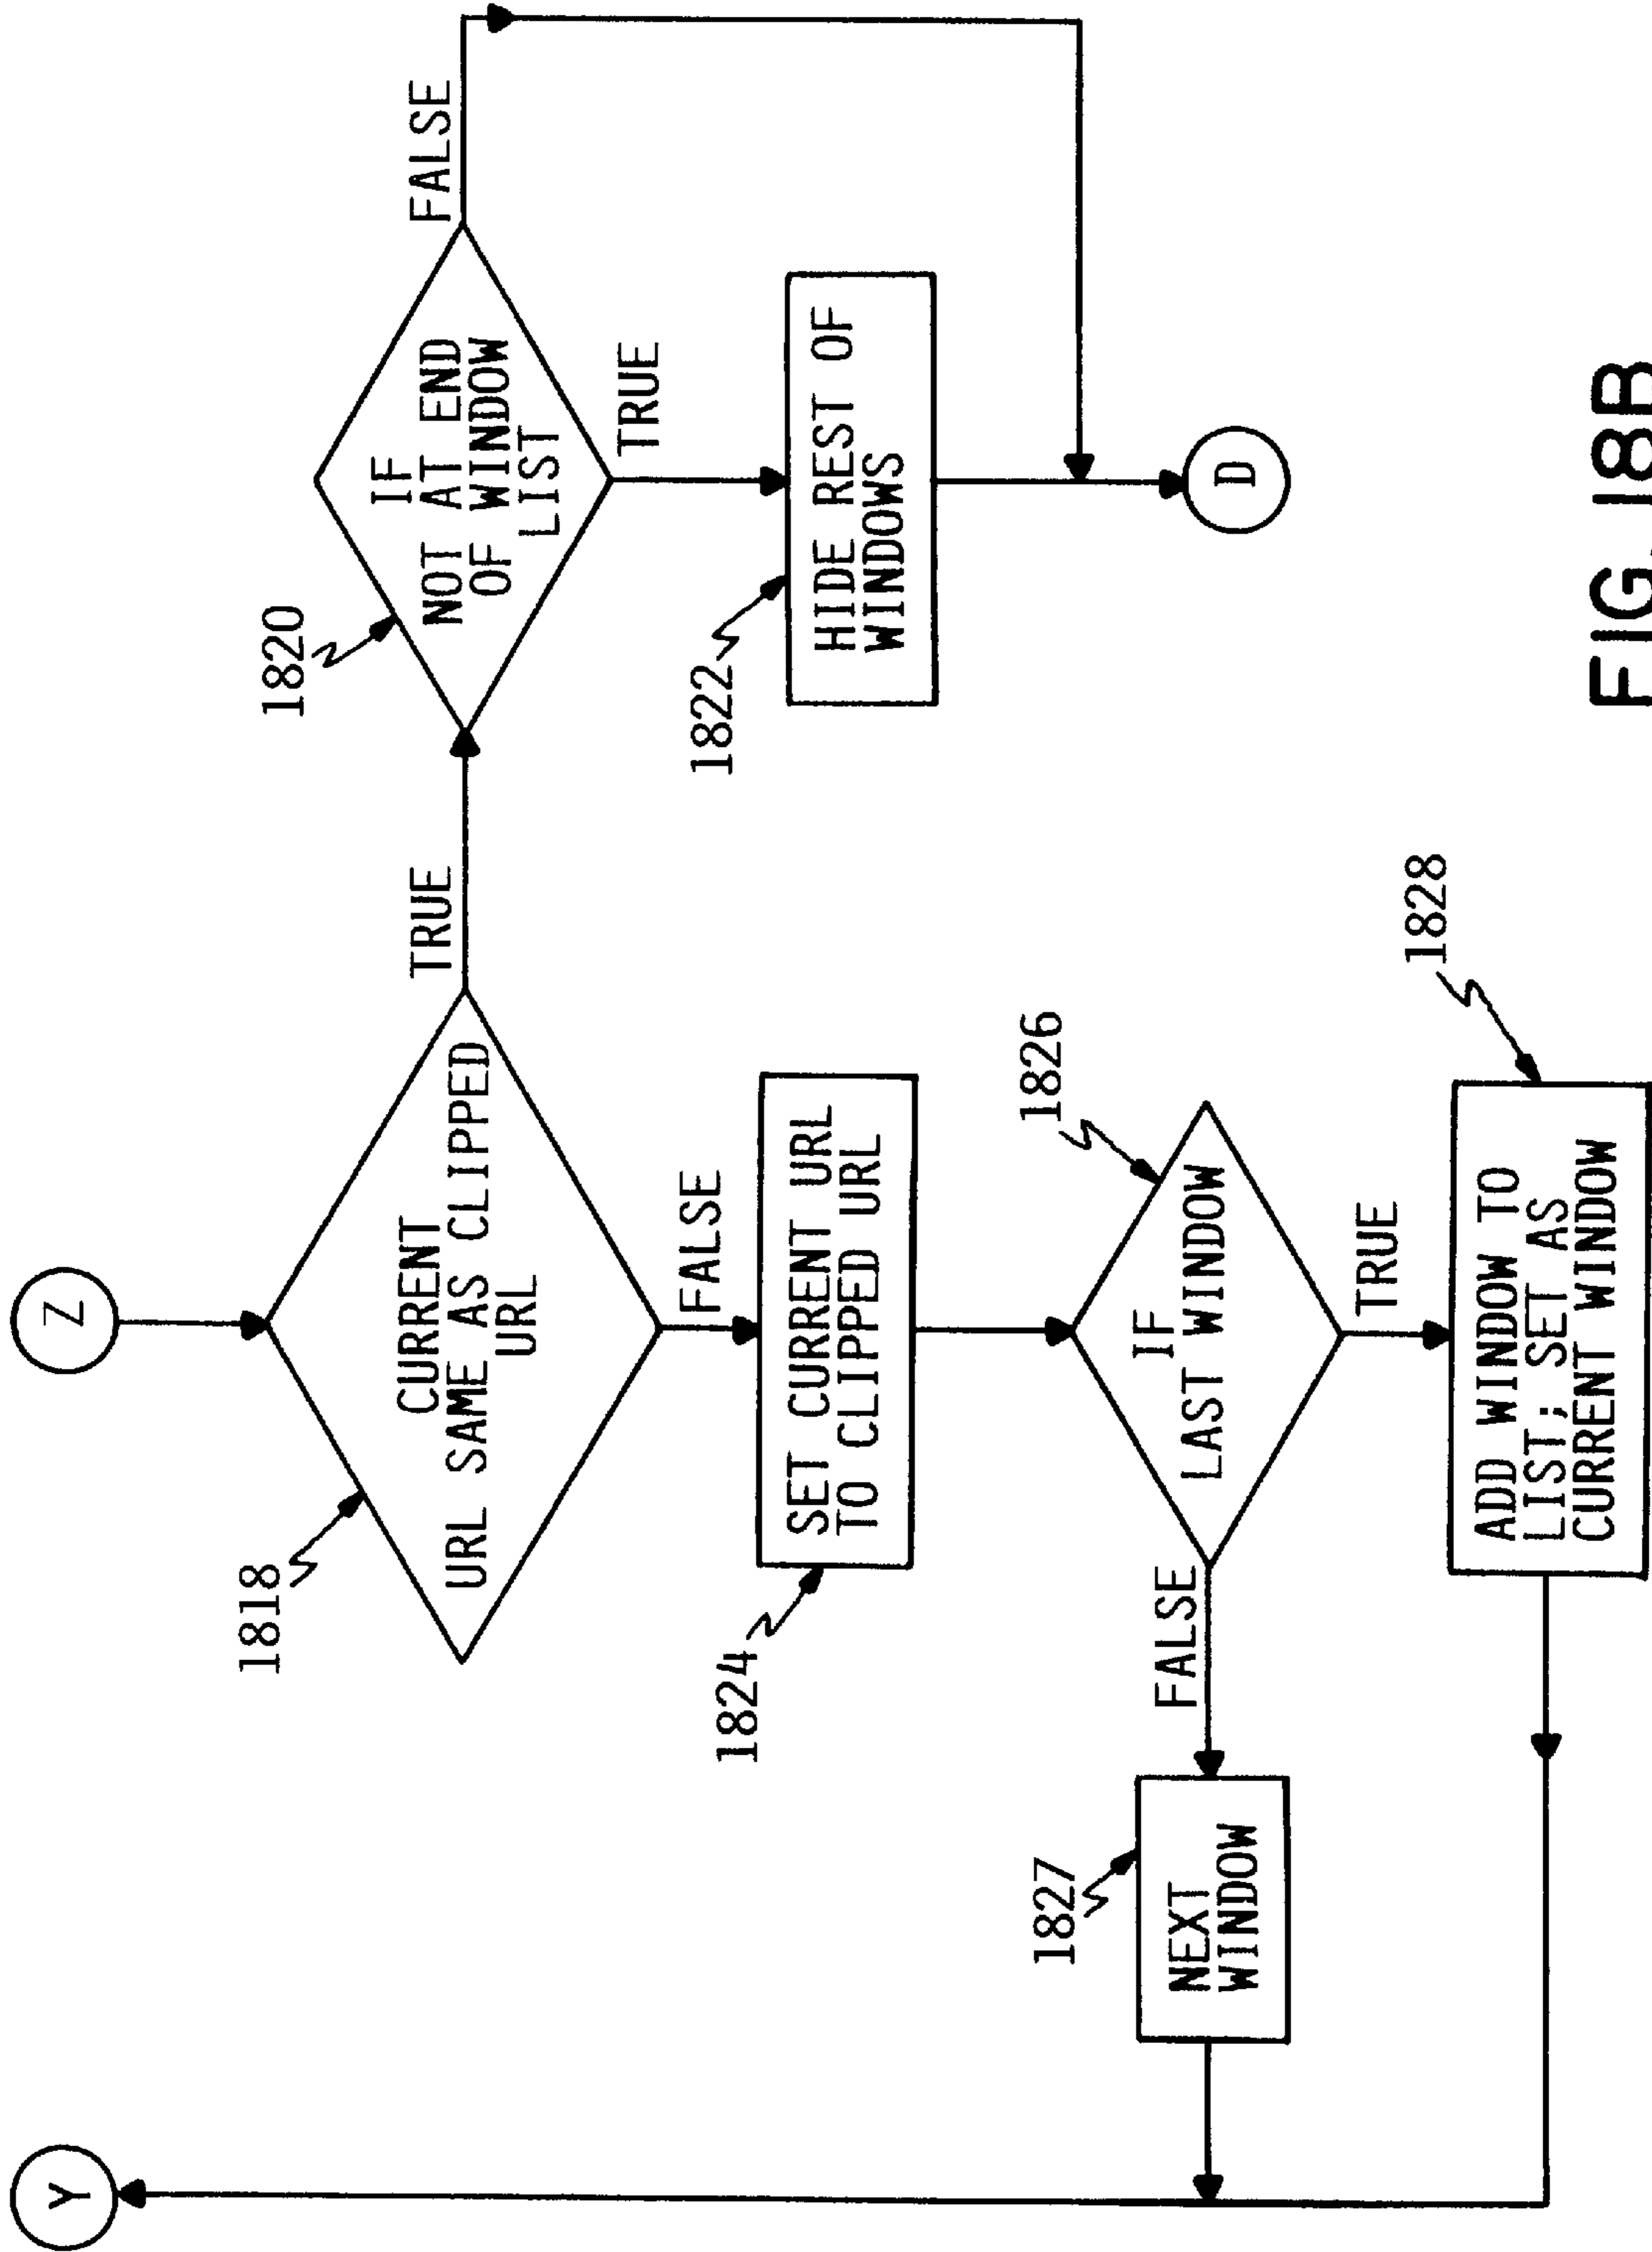 Y
Z
1818
CURRENT
URL SAME AS CLIPPED
URL
TRUE
1820
IF
NOT AT END
OF WINDOW
LIST
FALSE
TRUE
1822
HIDE REST OF
WINDOWS
D
FALSE
1824
SET CURRENT URL
TO CLIPPED URL
1826
IF
LAST WINDOW
FALSE
1827
NEXT
WINDOW
TRUE
1828
ADD WINDOW TO
LIST; SET AS
CURRENT WINDOW
FIG. 18B